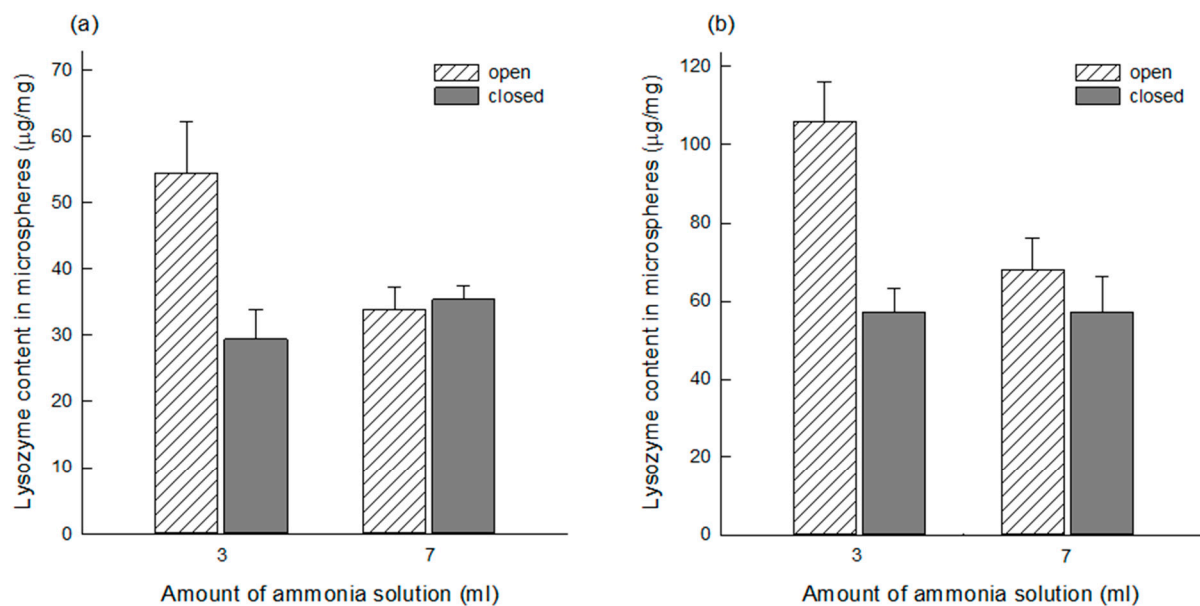 (a)
Lysozyme content in microspheres (µg/mg)
70
60
50
40
30
20
10
0
open
closed
3
7
Amount of ammonia solution (ml)
(b)
Lysozyme content in microspheres (µg/mg)
120
100
80
60
40
20
0
open
closed
3
7
Amount of ammonia solution (ml)